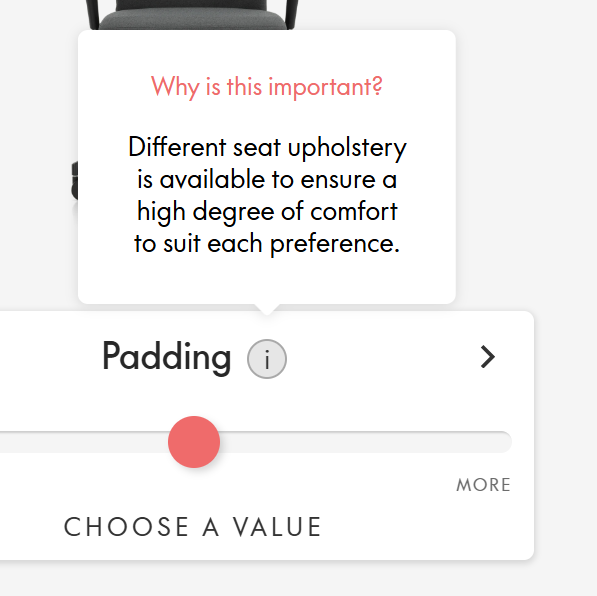 Why is this important?
Different seat upholstery
is available to ensure a
high degree of comfort
to suit each preference.
Padding i
MORE
CHOOSE A VALUE